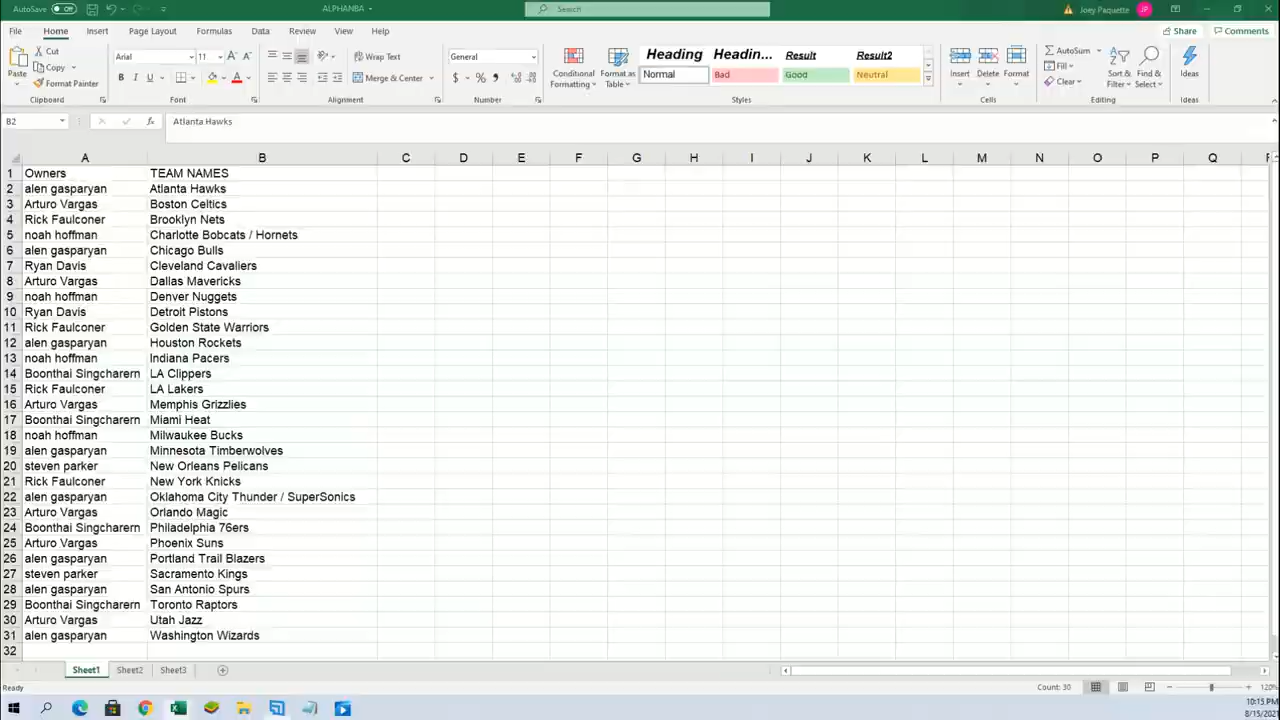 AutoSave Off ALPHANBA Search Joey Paquette JP
File Home Insert Page Layout Formulas Data Review View Help Share Comments
Paste Cut Copy Format Painter Clipboard
Arial 11 A A B I U A Font
Wrap Text Merge & Center Alignment
General $ % Number
Conditional Formatting Format as Table
Heading Headin... Result Result2
Normal Bad Good Neutral
Styles
Insert Delete Format Cells
AutoSum Fill Clear Sort & Filter Find & Select Editing
Ideas Ideas
B2 fx Atlanta Hawks
A B C D E F G H I J K L M N O P Q
1 Owners TEAM NAMES
2 alen gasparyan Atlanta Hawks
3 Arturo Vargas Boston Celtics
4 Rick Faulconer Brooklyn Nets
5 noah hoffman Charlotte Bobcats / Hornets
6 alen gasparyan Chicago Bulls
7 Ryan Davis Cleveland Cavaliers
8 Arturo Vargas Dallas Mavericks
9 noah hoffman Denver Nuggets
10 Ryan Davis Detroit Pistons
11 Rick Faulconer Golden State Warriors
12 alen gasparyan Houston Rockets
13 noah hoffman Indiana Pacers
14 Boonthai Singcharern LA Clippers
15 Rick Faulconer LA Lakers
16 Arturo Vargas Memphis Grizzlies
17 Boonthai Singcharern Miami Heat
18 noah hoffman Milwaukee Bucks
19 alen gasparyan Minnesota Timberwolves
20 steven parker New Orleans Pelicans
21 Rick Faulconer New York Knicks
22 alen gasparyan Oklahoma City Thunder / SuperSonics
23 Arturo Vargas Orlando Magic
24 Boonthai Singcharern Philadelphia 76ers
25 Arturo Vargas Phoenix Suns
26 alen gasparyan Portland Trail Blazers
27 steven parker Sacramento Kings
28 alen gasparyan San Antonio Spurs
29 Boonthai Singcharern Toronto Raptors
30 Arturo Vargas Utah Jazz
31 alen gasparyan Washington Wizards
32
Sheet1 Sheet2 Sheet3
Ready Count: 30 120%
10:15 PM